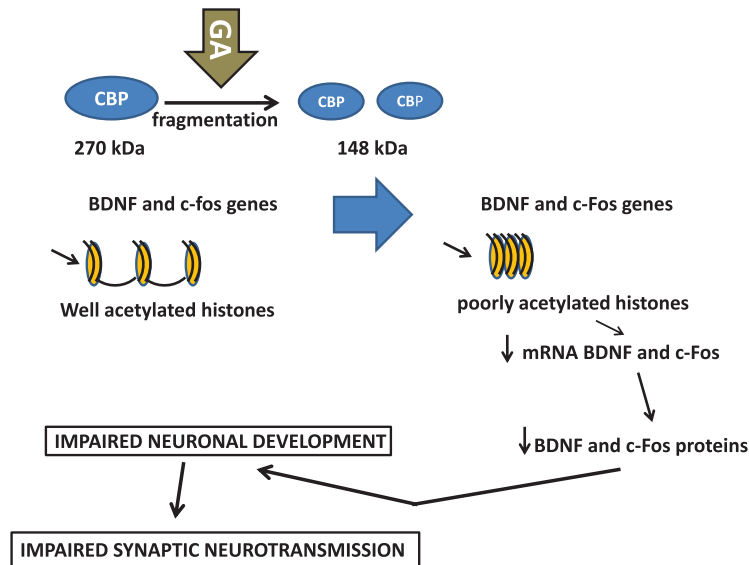 GA
CBP
CBP
CBP
fragmentation
270 kDa
148 kDa
BDNF and c-fos genes
BDNF and c-Fos genes
Well acetylated histones
poorly acetylated histones
mRNA BDNF and c-Fos
BDNF and c-Fos proteins
IMPAIRED NEURONAL DEVELOPMENT
IMPAIRED SYNAPTIC NEUROTRANSMISSION